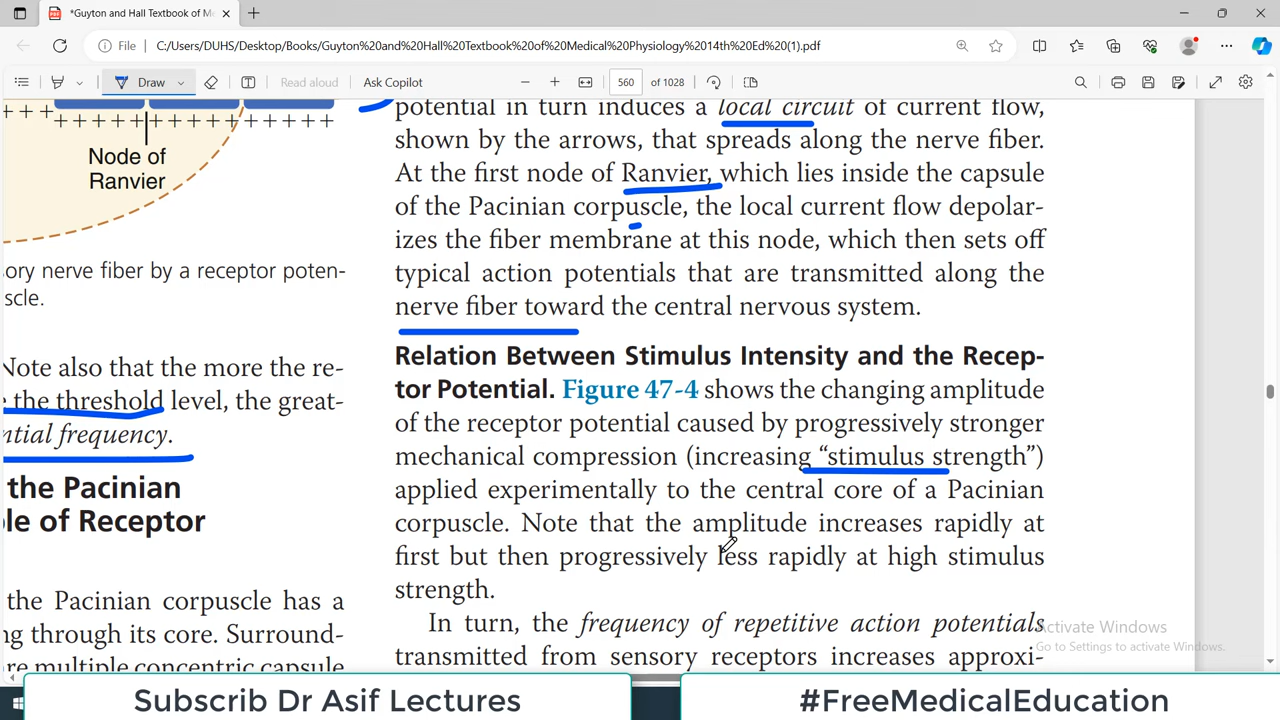 *Guyton and Hall Textbook of Me
File
C:/Users/DUHS/Desktop/Books/Guyton%20and%20Hall%20Textbook%20of%20Medical%20Physiology%2014th%20Ed%20(1).pdf
Draw
Read aloud
Ask Copilot
560 of 1028
+ + + + + + + + + + + + + + +
Node of
Ranvier
ory nerve fiber by a receptor poten-
scle.
Note also that the more the re-
the threshold level, the great-
ntial frequency.
the Pacinian
le of Receptor
the Pacinian corpuscle has a
ng through its core. Surround-
re multiple concentric capsule
potential in turn induces a local circuit of current flow,
shown by the arrows, that spreads along the nerve fiber.
At the first node of Ranvier, which lies inside the capsule
of the Pacinian corpuscle, the local current flow depolar-
izes the fiber membrane at this node, which then sets off
typical action potentials that are transmitted along the
nerve fiber toward the central nervous system.
Relation Between Stimulus Intensity and the Recep-
tor Potential. Figure 47-4 shows the changing amplitude
of the receptor potential caused by progressively stronger
mechanical compression (increasing “stimulus strength”)
applied experimentally to the central core of a Pacinian
corpuscle. Note that the amplitude increases rapidly at
first but then progressively less rapidly at high stimulus
strength.
In turn, the frequency of repetitive action potentials
transmitted from sensory receptors increases approxi-
Activate Windows
Go to Settings to activate Windows.
Subscrib Dr Asif Lectures
#FreeMedicalEducation